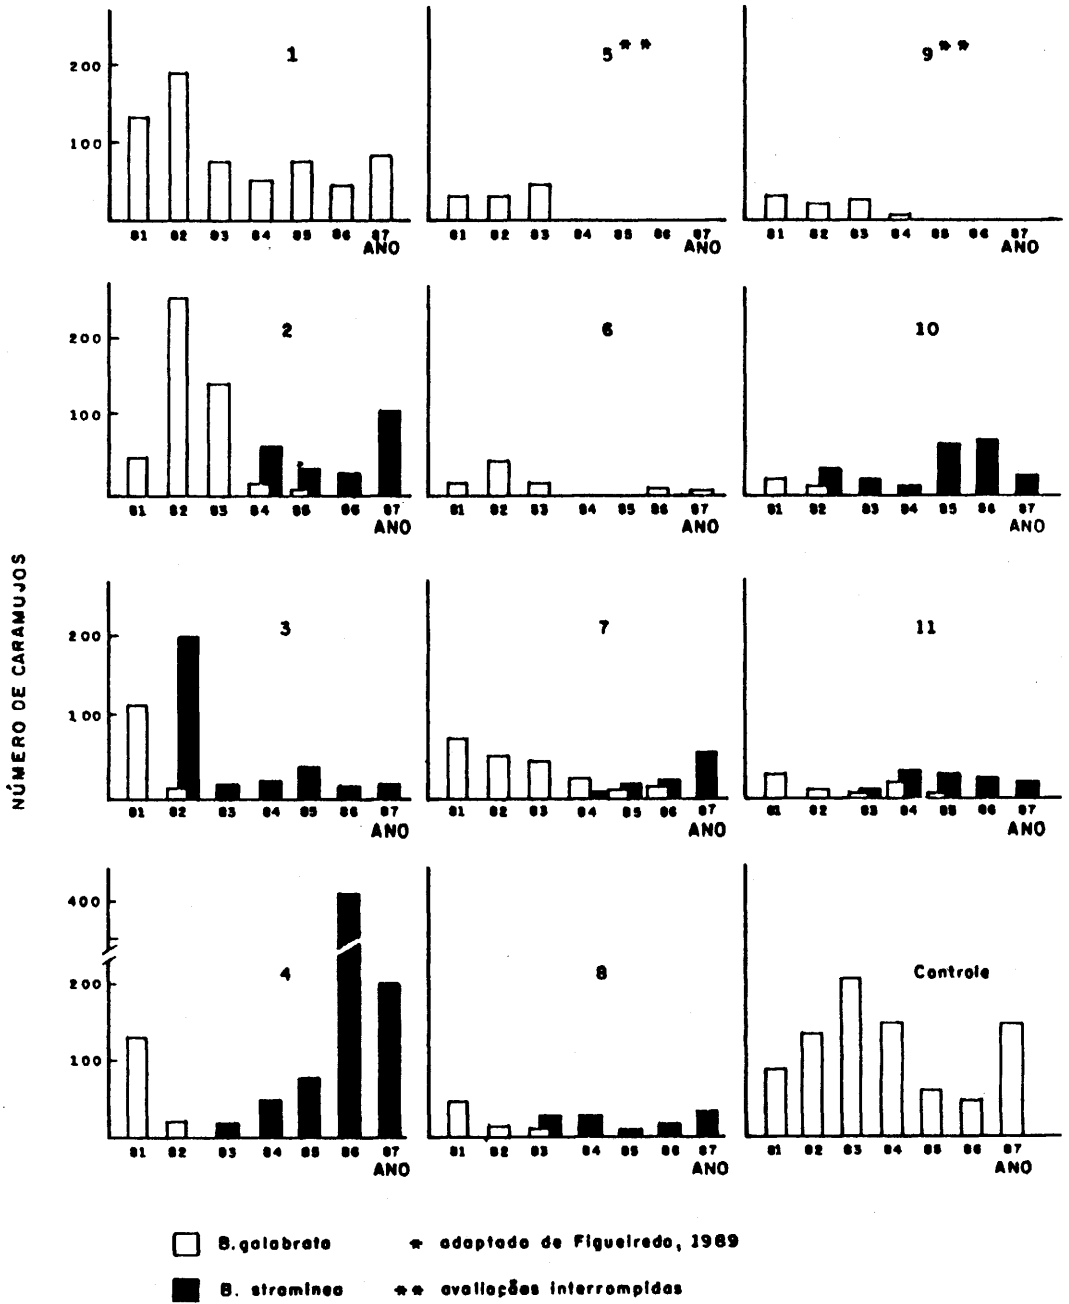 NÚMERO DE CARAMUJOS
1
200
100
81 82 83 84 85 86 87
ANO
5**
81 82 83 84 85 86 87
ANO
9**
81 82 83 84 85 86 87
ANO
2
200
100
81 82 83 84 85 86 87
ANO
6
81 82 83 84 85 86 87
ANO
10
81 82 83 84 85 86 87
ANO
3
200
100
81 82 83 84 85 86 87
ANO
7
81 82 83 84 85 86 87
ANO
11
81 82 83 84 85 86 87
ANO
4
400
200
100
81 82 83 84 85 86 87
ANO
8
81 82 83 84 85 86 87
ANO
Controle
81 82 83 84 85 86 87
ANO
B. galabrata
* adaptado de Figueiredo, 1989
B. straminea
** avaliações interrompidas